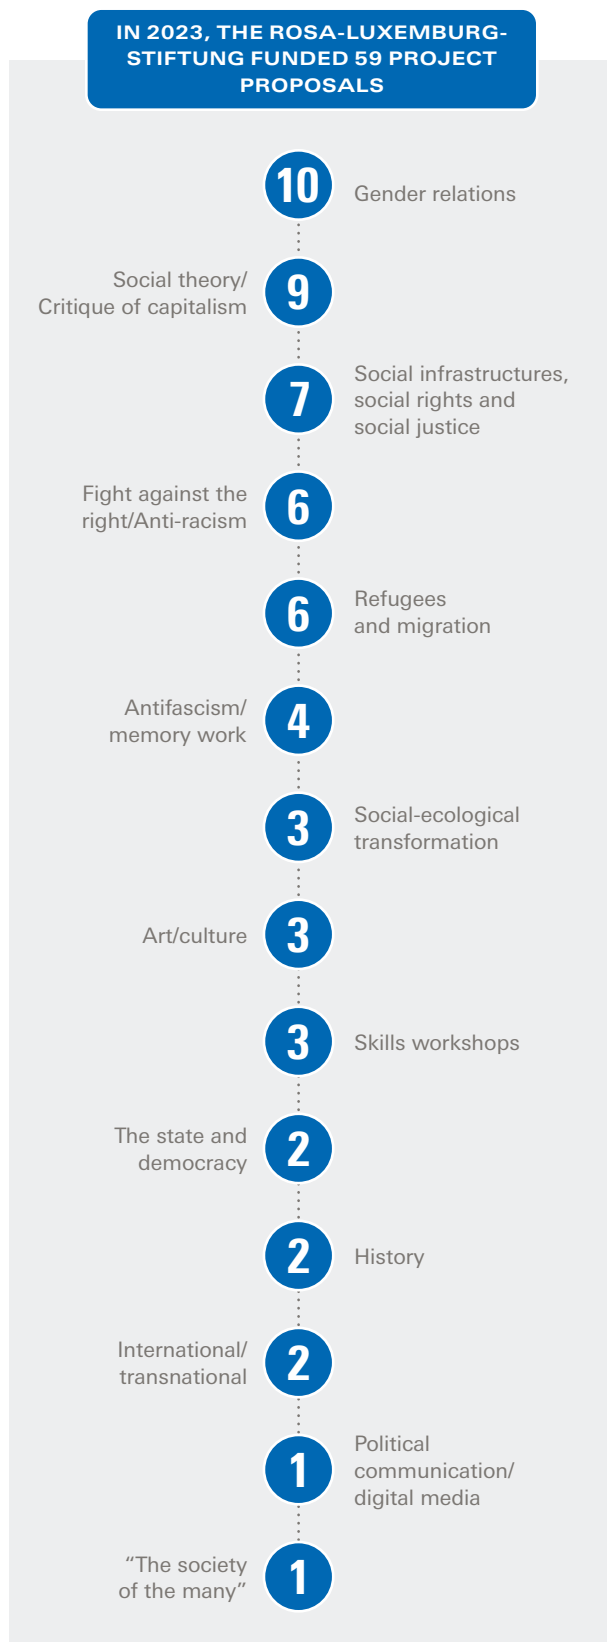 IN 2023, THE ROSA-LUXEMBURG-
STIFTUNG FUNDED 59 PROJECT
PROPOSALS
10
Gender relations
Social theory/
Critique of capitalism
9
7
Social infrastructures,
social rights and
social justice
Fight against the
right/Anti-racism
6
6
Refugees
and migration
Antifascism/
memory work
4
3
Social-ecological
transformation
Art/culture
3
3
Skills workshops
The state and
democracy
2
2
History
International/
transnational
2
1
Political
communication/
digital media
“The society
of the many”
1